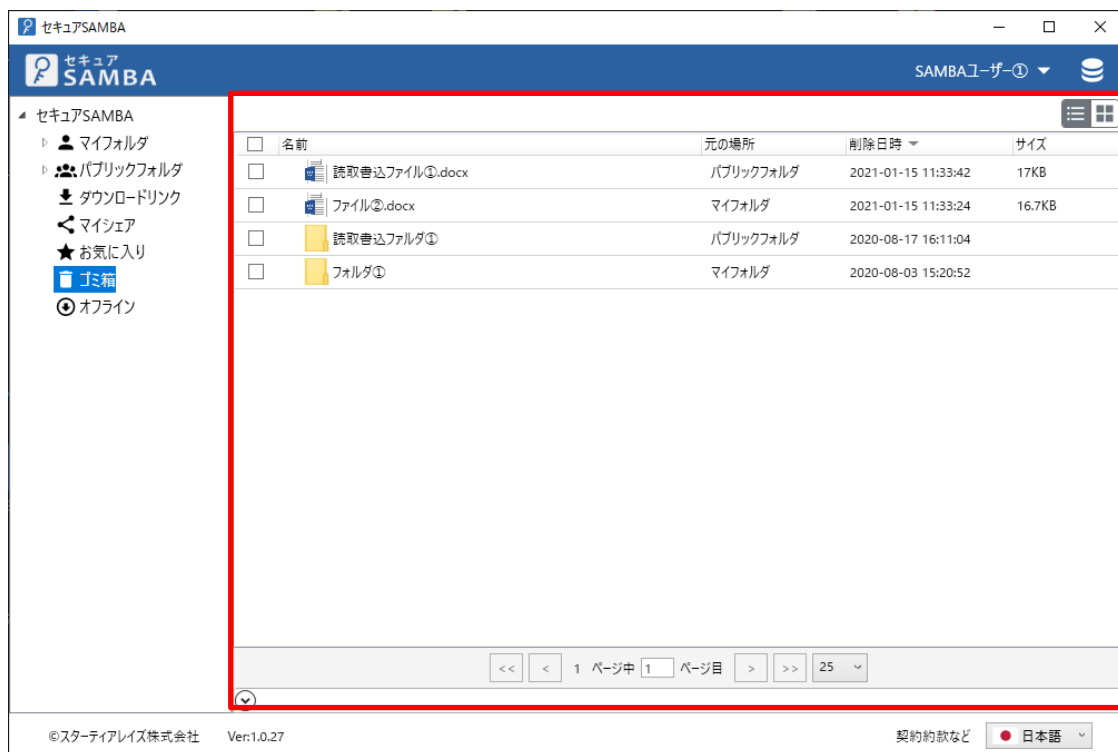 セキュアSAMBA
セキュア
SAMBA
SAMBAユーザー①
セキュアSAMBA
マイフォルダ
パブリックフォルダ
ダウンロードリンク
マイシェア
お気に入り
ゴミ箱
オフライン
名前 元の場所 削除日時 サイズ
読取書込ファイル①.docx パブリックフォルダ 2021-01-15 11:33:42 17KB
ファイル②.docx マイフォルダ 2021-01-15 11:33:24 16.7KB
読取書込ファルダ① パブリックフォルダ 2020-08-17 16:11:04
フォルダ① マイフォルダ 2020-08-03 15:20:52
<< < 1 ページ中 1 ページ目 > >> 25
©スターティアレイズ株式会社 Ver:1.0.27 契約約款など 日本語